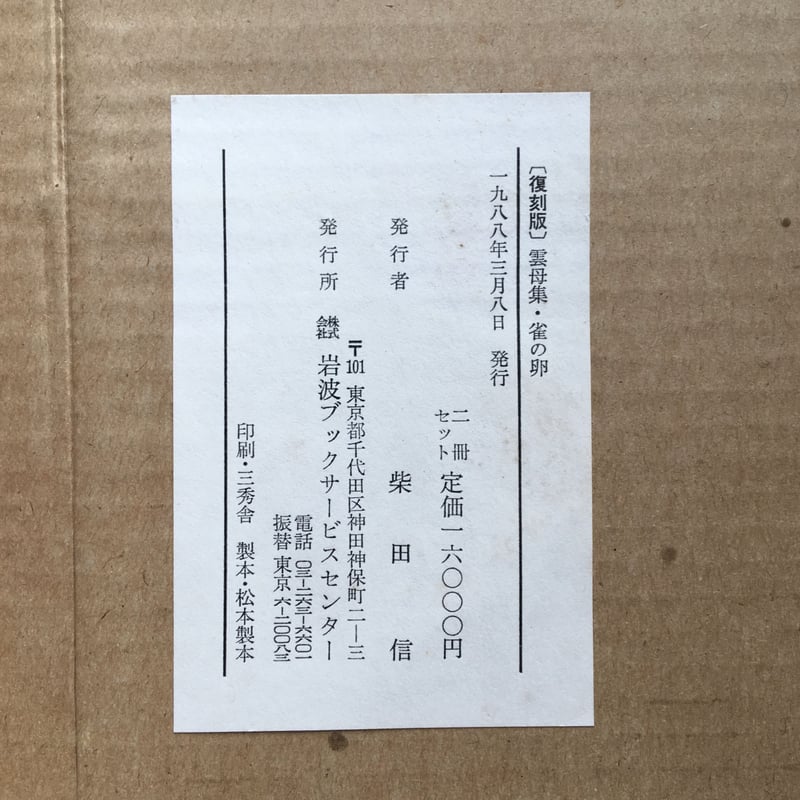 〔復刻版〕雲母集・雀の卵
一九八八年三月八日　発行
二冊セット　定価一六〇〇〇円
発行者　柴田信
〒101 東京都千代田区神田神保町二―三
発行所　株式会社　岩波ブックサービスセンター
電話　〇三―二六三―六六〇一
振替　東京　六―二〇〇八三
印刷・三秀舎　製本・松本製本